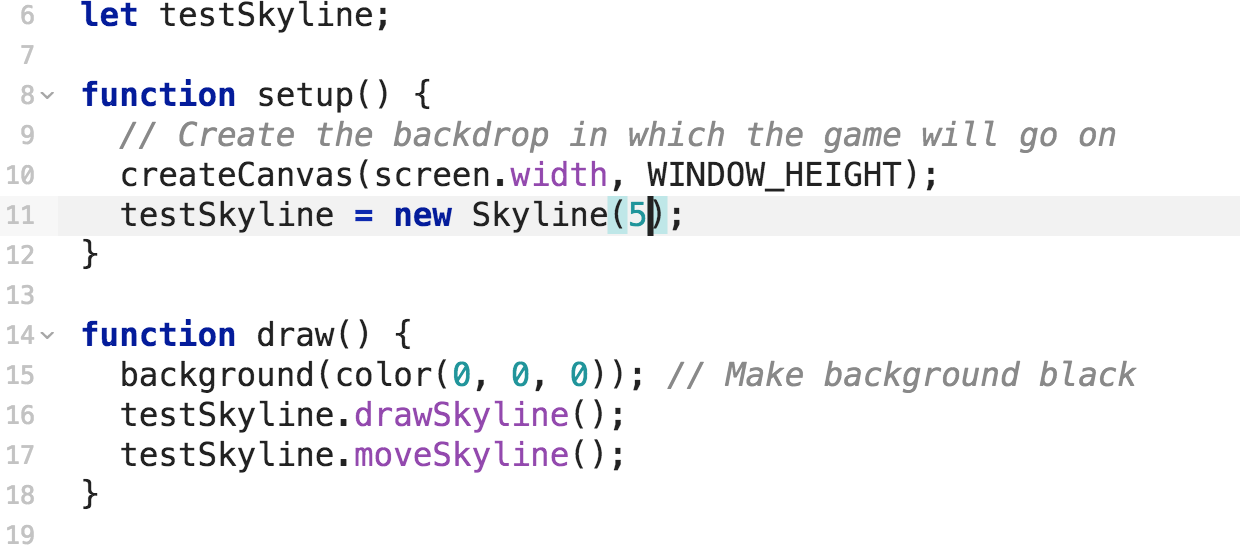 6 let testSkyline;
7
8 function setup() {
9 // Create the backdrop in which the game will go on
10 createCanvas(screen.width, WINDOW_HEIGHT);
11 testSkyline = new Skyline(5);
12 }
13
14 function draw() {
15 background(color(0, 0, 0)); // Make background black
16 testSkyline.drawSkyline();
17 testSkyline.moveSkyline();
18 }
19